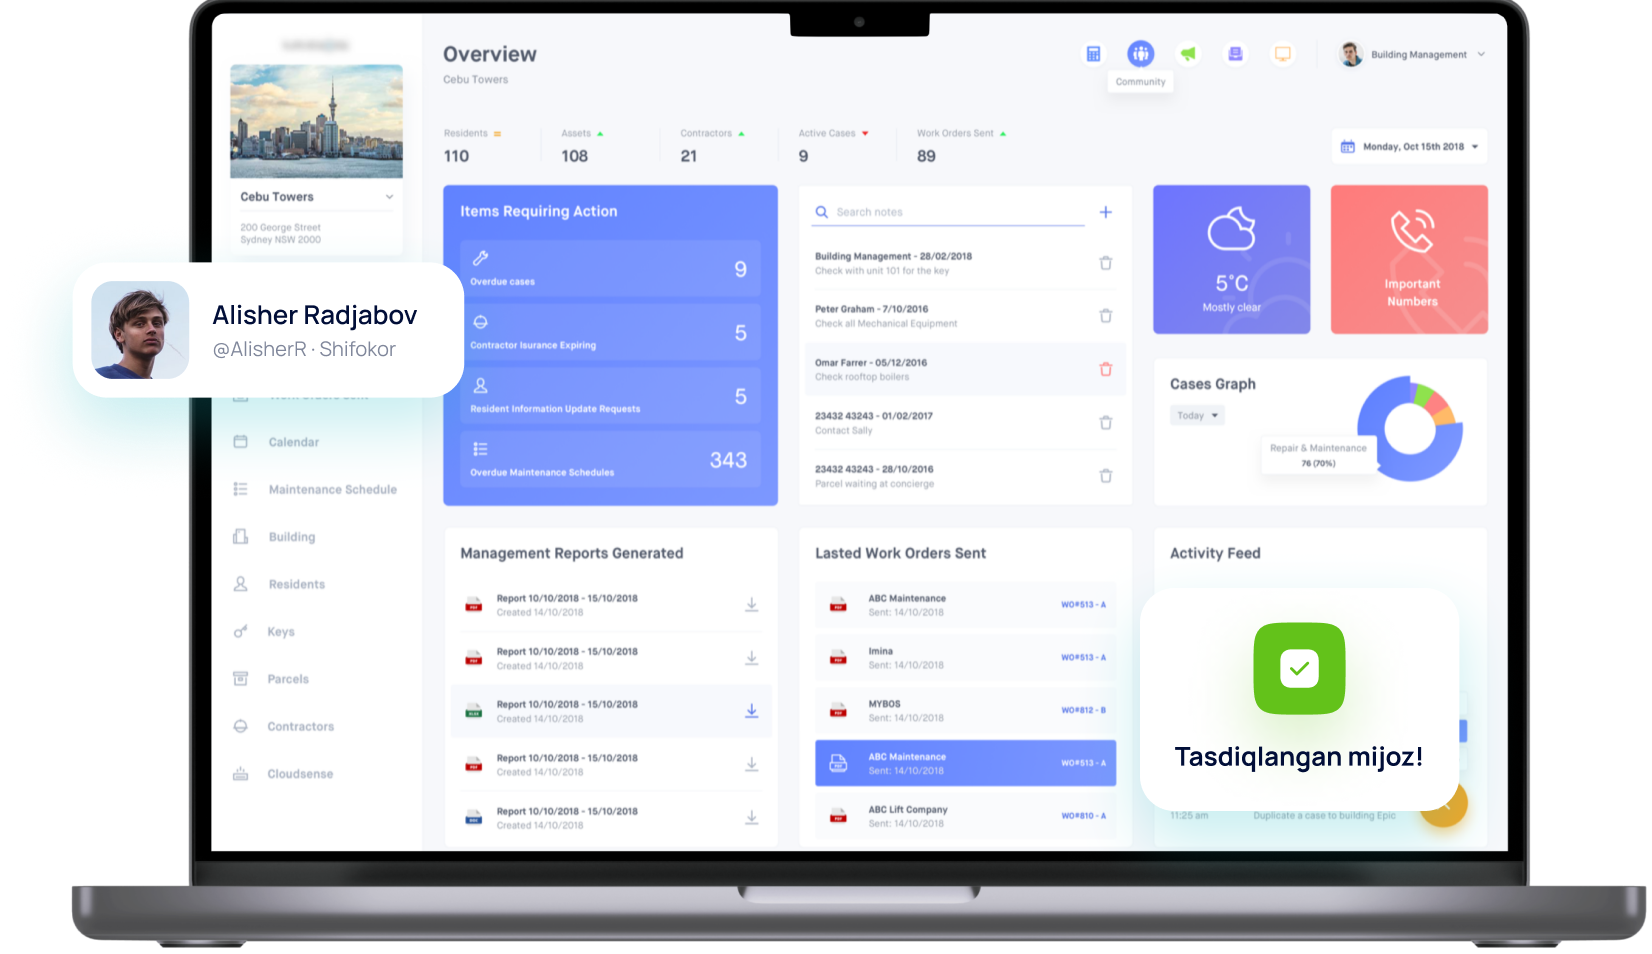 Overview
Cebu Towers
Community
Building Management
Residents
110
Assets
108
Contractors
21
Active Cases
9
Work Orders Sent
89
Monday, Oct 15th 2018
Cebu Towers
200 George Street
Sydney NSW 2000
Alisher Radjabov
@AlisherR · Shifokor
Calendar
Maintenance Schedule
Building
Residents
Keys
Parcels
Contractors
Cloudsense
Items Requiring Action
Overdue cases
9
Contractor Isurance Expiring
5
Resident Information Update Requests
5
Overdue Maintenance Schedules
343
Search notes
Building Management - 28/02/2018
Check with unit 101 for the key
Peter Graham - 7/10/2016
Check all Mechanical Equipment
Omar Farrer - 05/12/2016
Check rooftop boilers
23432 43243 - 01/02/2017
Contact Sally
23432 43243 - 28/10/2016
Parcel waiting at concierge
5°C
Mostly clear
Important
Numbers
Cases Graph
Today
Repair & Maintenance
76 (70%)
Management Reports Generated
Report 10/10/2018 - 15/10/2018
Created 14/10/2018
Report 10/10/2018 - 15/10/2018
Created 14/10/2018
Report 10/10/2018 - 15/10/2018
Created 14/10/2018
Report 10/10/2018 - 15/10/2018
Created 14/10/2018
Report 10/10/2018 - 15/10/2018
Created 14/10/2018
Lasted Work Orders Sent
ABC Maintenance
Sent: 14/10/2018
WO#513 - A
Imina
Sent: 14/10/2018
WO#513 - A
MYBOS
Sent: 14/10/2018
WO#812 - B
ABC Maintenance
Sent: 14/10/2018
WO#513 - A
ABC Lift Company
Sent: 14/10/2018
WO#810 - A
Activity Feed
Tasdiqlangan mijoz!
11:25 am
Duplicate a case to building Epic